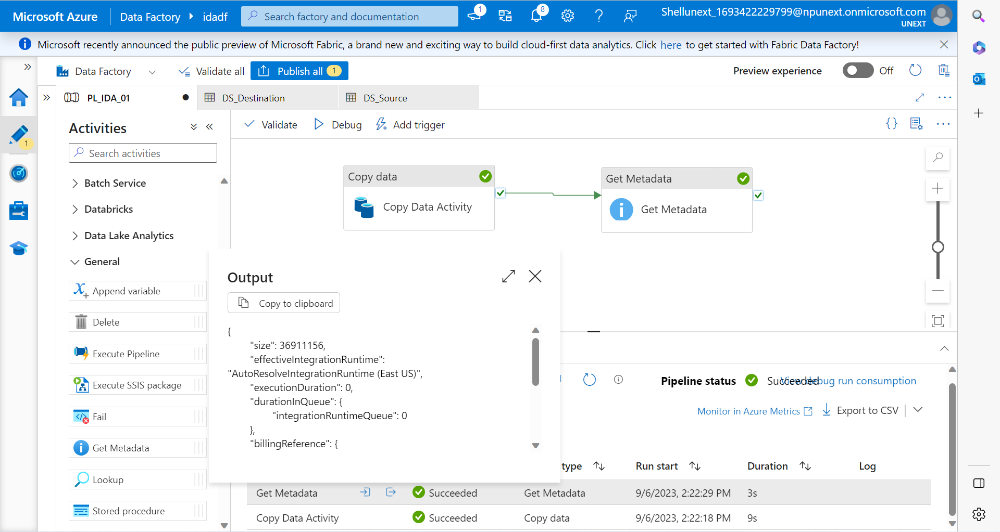 Microsoft Azure
Data Factory
idadf
Search factory and documentation
1
8
Shellunext_1693422229799@npunext.onmicrosoft.com
UNEXT
Microsoft recently announced the public preview of Microsoft Fabric, a brand new and exciting way to build cloud-first data analytics. Click here to get started with Fabric Data Factory!
Data Factory
Validate all
Publish all 1
Preview experience
Off
PL_IDA_01
DS_Destination
DS_Source
1
Activities
Search activities
Batch Service
Databricks
Data Lake Analytics
General
Append variable
Delete
Execute Pipeline
Execute SSIS package
Fail
Get Metadata
Lookup
Stored procedure
Validate
Debug
Add trigger
Copy data
Copy Data Activity
Get Metadata
Get Metadata
Output
Copy to clipboard
{
"size": 36911156,
"effectiveIntegrationRuntime":
"AutoResolveIntegrationRuntime (East US)",
"executionDuration": 0,
"durationInQueue": {
"integrationRuntimeQueue": 0
},
"billingReference": {
Pipeline status
Succeeded
View debug run consumption
Monitor in Azure Metrics
Export to CSV
type
Run start
Duration
Log
Get Metadata
Succeeded
Get Metadata
9/6/2023, 2:22:29 PM
3s
Copy Data Activity
Succeeded
Copy data
9/6/2023, 2:22:18 PM
9s